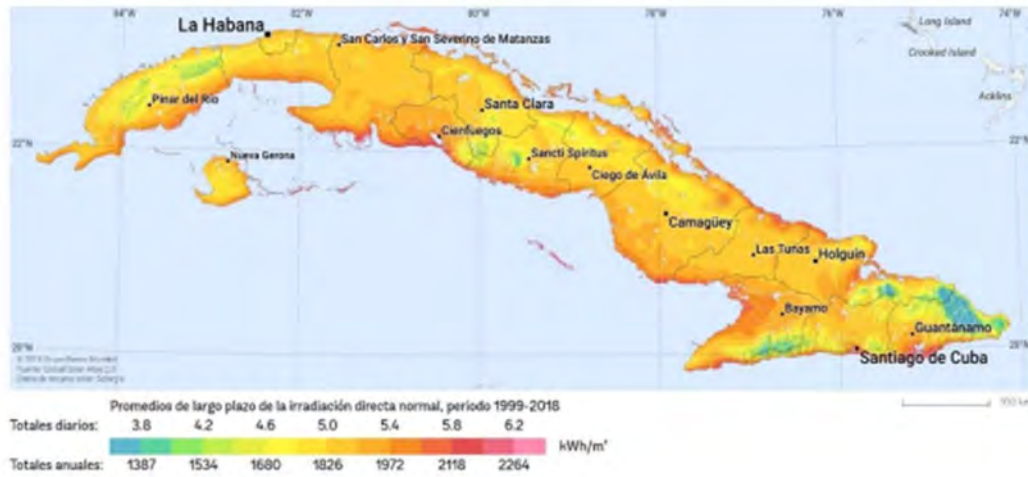 84°W 82°W 80°W 78°W 76°W 74°W
Long Island
La Habana
San Carlos y San Severino de Matanzas
Crooked Island
Acklins
Pinar del Río
Santa Clara
Cienfuegos
22°N 22°N
Nueva Gerona
Sancti Spíritus
Ciego de Ávila
Camagüey
Las Tunas
Holguín
Bayamo
Guantánamo
20°N 20°N
Santiago de Cuba
Promedios de largo plazo de la irradiación directa normal, periodo 1999-2018
Totales diarios: 3.8 4.2 4.6 5.0 5.4 5.8 6.2
kWh/m²
Totales anuales: 1387 1534 1680 1826 1972 2118 2264